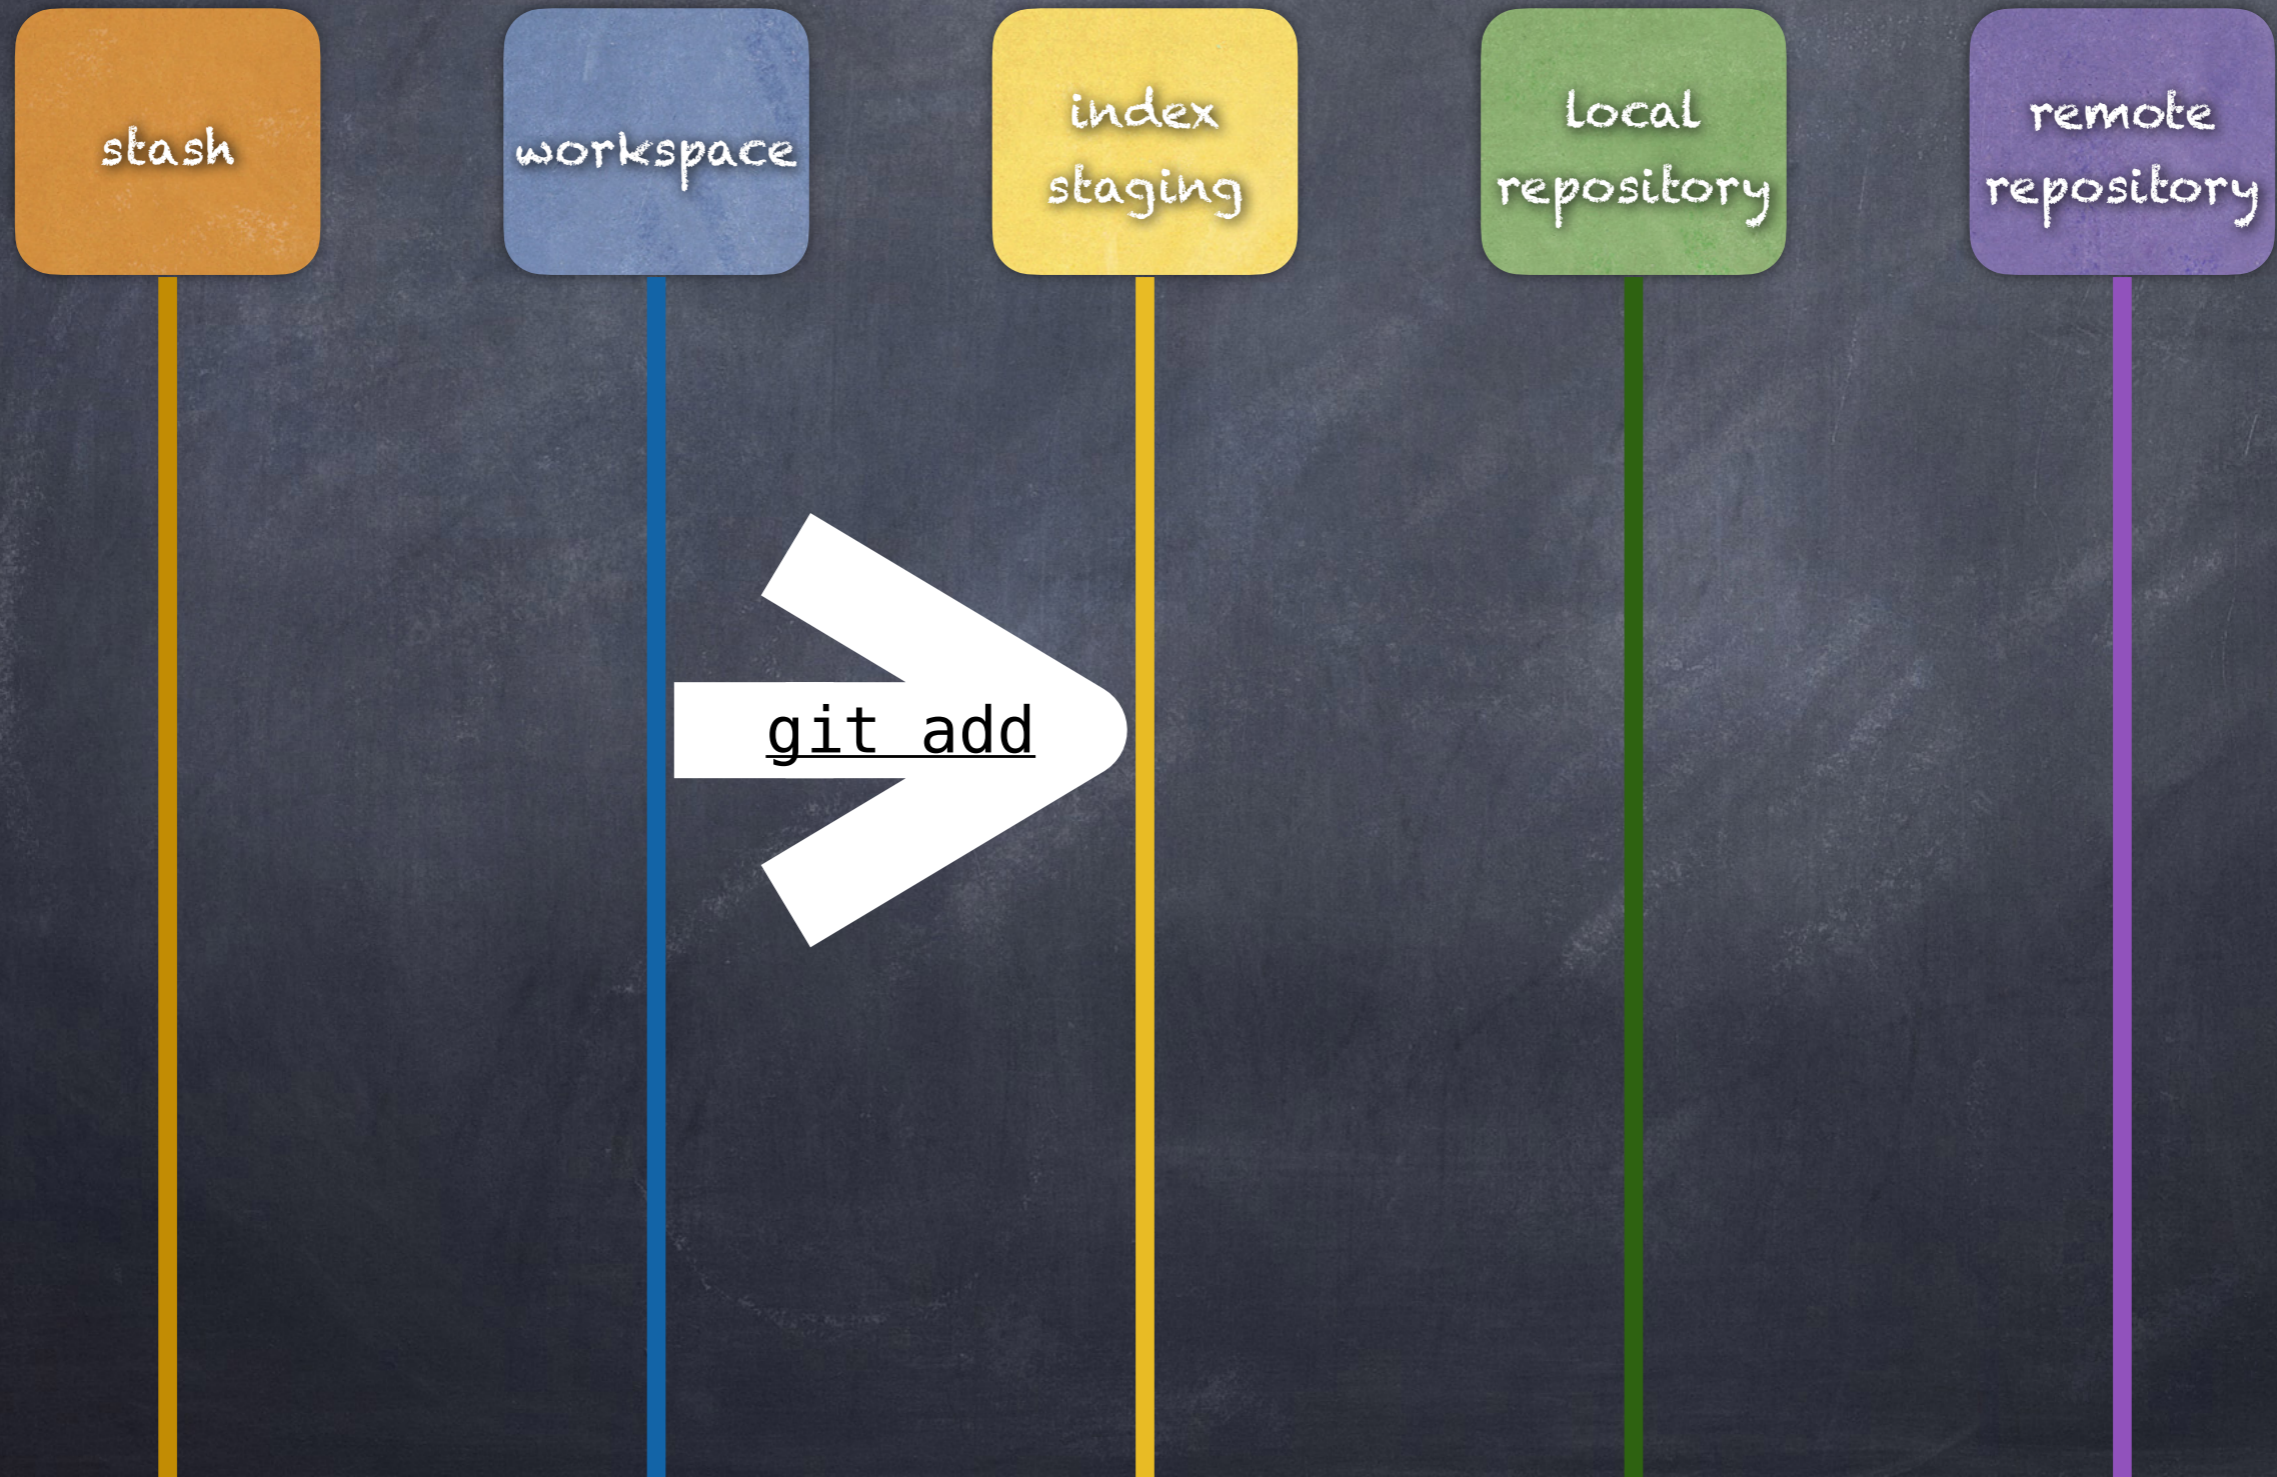 stash
workspace
index
staging
local
repository
remote
repository
git add